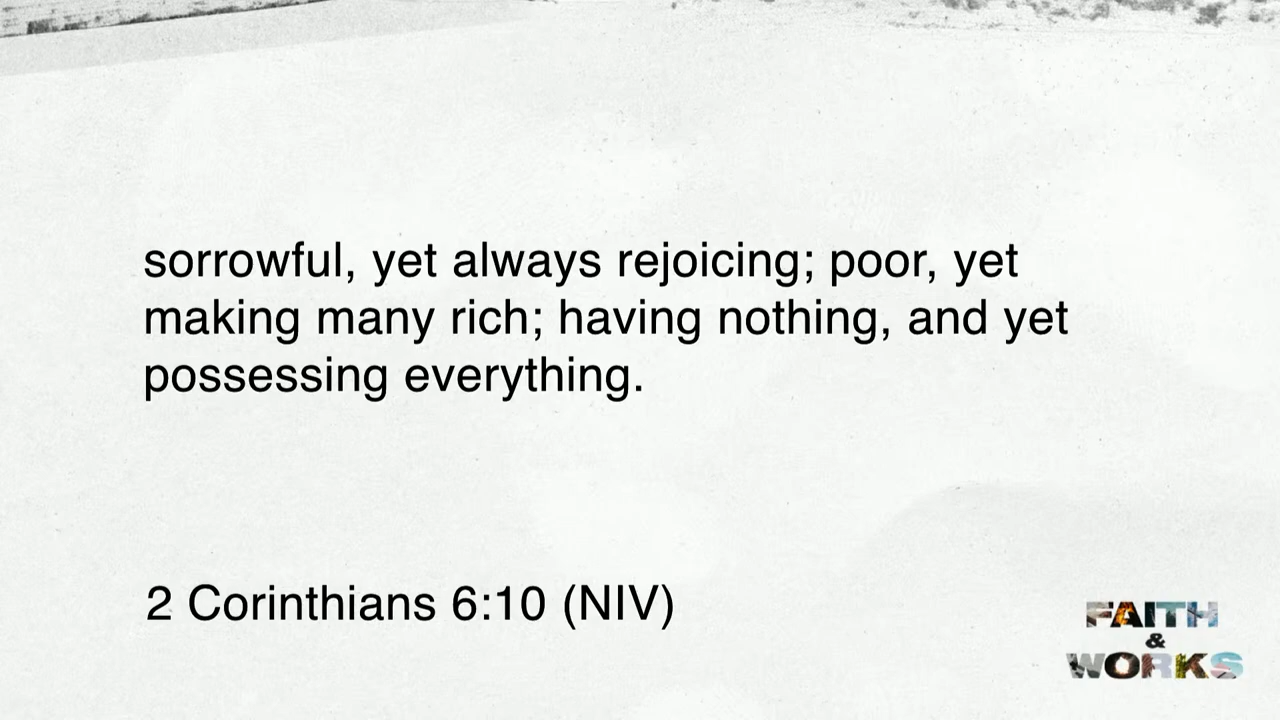 sorrowful, yet always rejoicing; poor, yet
making many rich; having nothing, and yet
possessing everything.
2 Corinthians 6:10 (NIV)
FAITH
&
WORKS